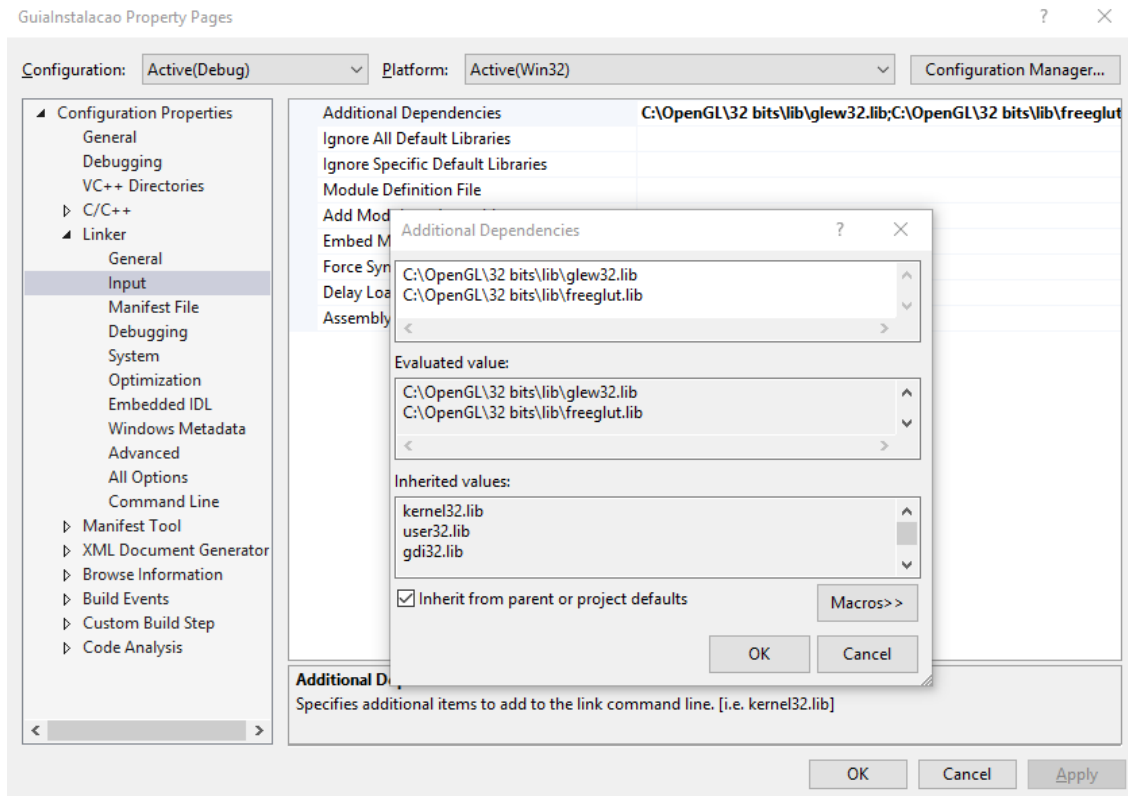 GuiaInstalacao Property Pages
?
Configuration: Active(Debug) Platform: Active(Win32) Configuration Manager...
Configuration Properties
General
Debugging
VC++ Directories
C/C++
Linker
General
Input
Manifest File
Debugging
System
Optimization
Embedded IDL
Windows Metadata
Advanced
All Options
Command Line
Manifest Tool
XML Document Generator
Browse Information
Build Events
Custom Build Step
Code Analysis
Additional Dependencies C:\OpenGL\32 bits\lib\glew32.lib;C:\OpenGL\32 bits\lib\freeglut
Ignore All Default Libraries
Ignore Specific Default Libraries
Module Definition File
Add Mod
Embed M
Force Syn
Delay Loa
Assembly
Additional Dependencies
?
C:\OpenGL\32 bits\lib\glew32.lib
C:\OpenGL\32 bits\lib\freeglut.lib
Evaluated value:
C:\OpenGL\32 bits\lib\glew32.lib
C:\OpenGL\32 bits\lib\freeglut.lib
Inherited values:
kernel32.lib
user32.lib
gdi32.lib
Inherit from parent or project defaults
Macros>>
OK Cancel
Additional De
Specifies additional items to add to the link command line. [i.e. kernel32.lib]
OK Cancel Apply